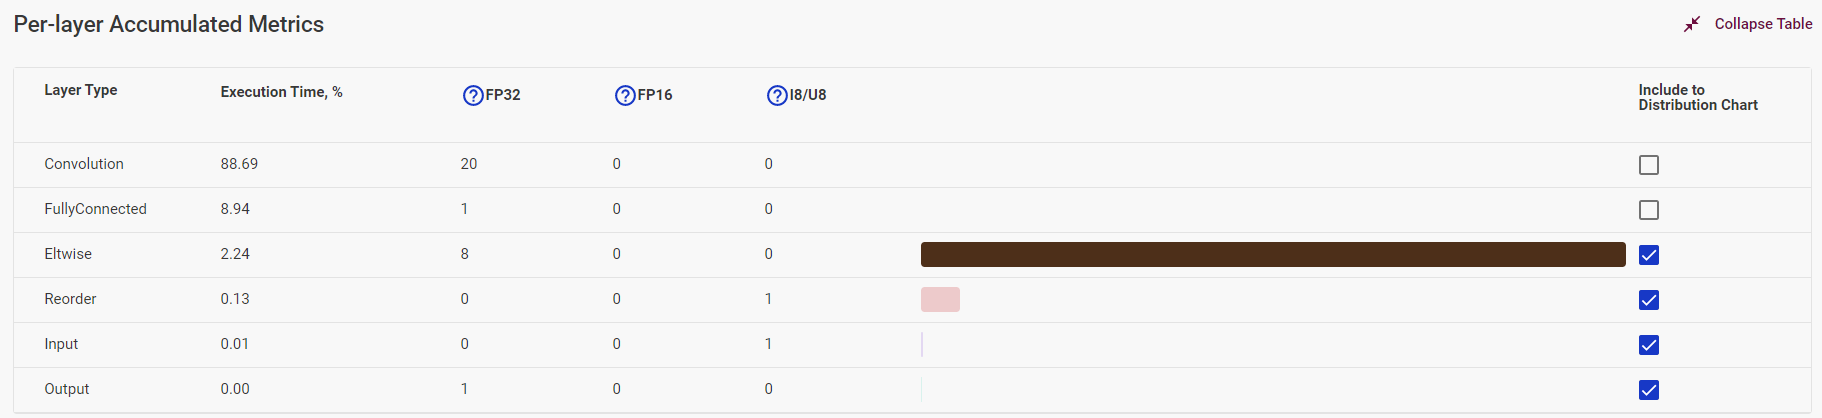 Per-layer Accumulated Metrics
Collapse Table
Layer Type Execution Time, % FP32 FP16 I8/U8 Include to
Distribution Chart
Convolution 88.69 20 0 0
FullyConnected 8.94 1 0 0
Eltwise 2.24 8 0 0
Reorder 0.13 0 0 1
Input 0.01 0 0 1
Output 0.00 1 0 0